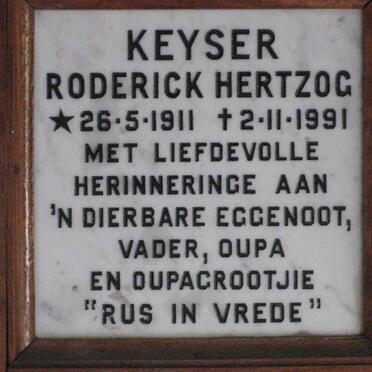 KEYSER
RODERICK HERTZOG
★26·5·1911 ✝2·11·1991
MET LIEFDEVOLLE
HERINNERINGE AAN
'N DIERBARE EGGENOOT,
VADER, OUPA
EN OUPAGROOTJIE
"RUS IN VREDE"